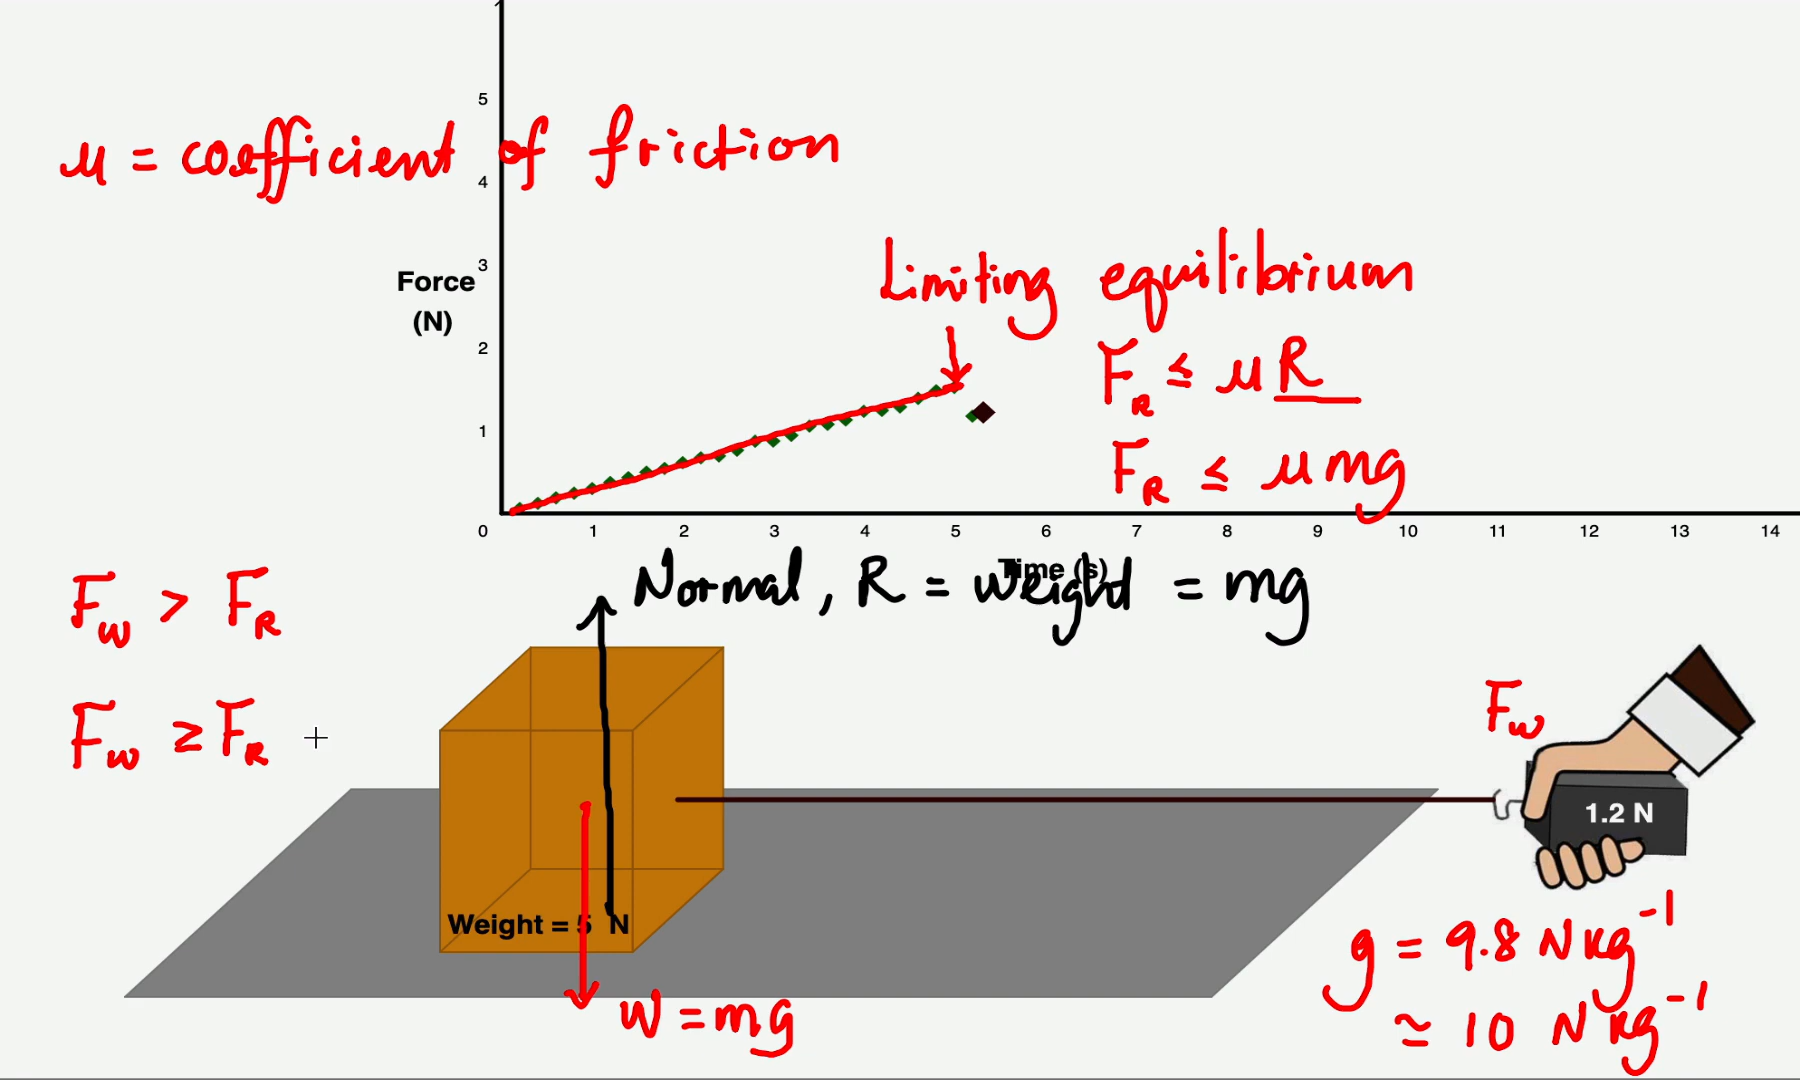 5
μ = coefficient of friction
4
Limiting equilibrium
3
Force
(N)
2
F_R ≤ μR
1
F_R ≤ μmg
0 1 2 3 4 5 6 7 8 9 10 11 12 13 14
Time (s)
Normal, R = weight = mg
F_w > F_R
F_w ≥ F_R
F_w
1.2 N
Weight = 5 N
g = 9.8 N kg⁻¹
≃ 10 N kg⁻¹
W = mg